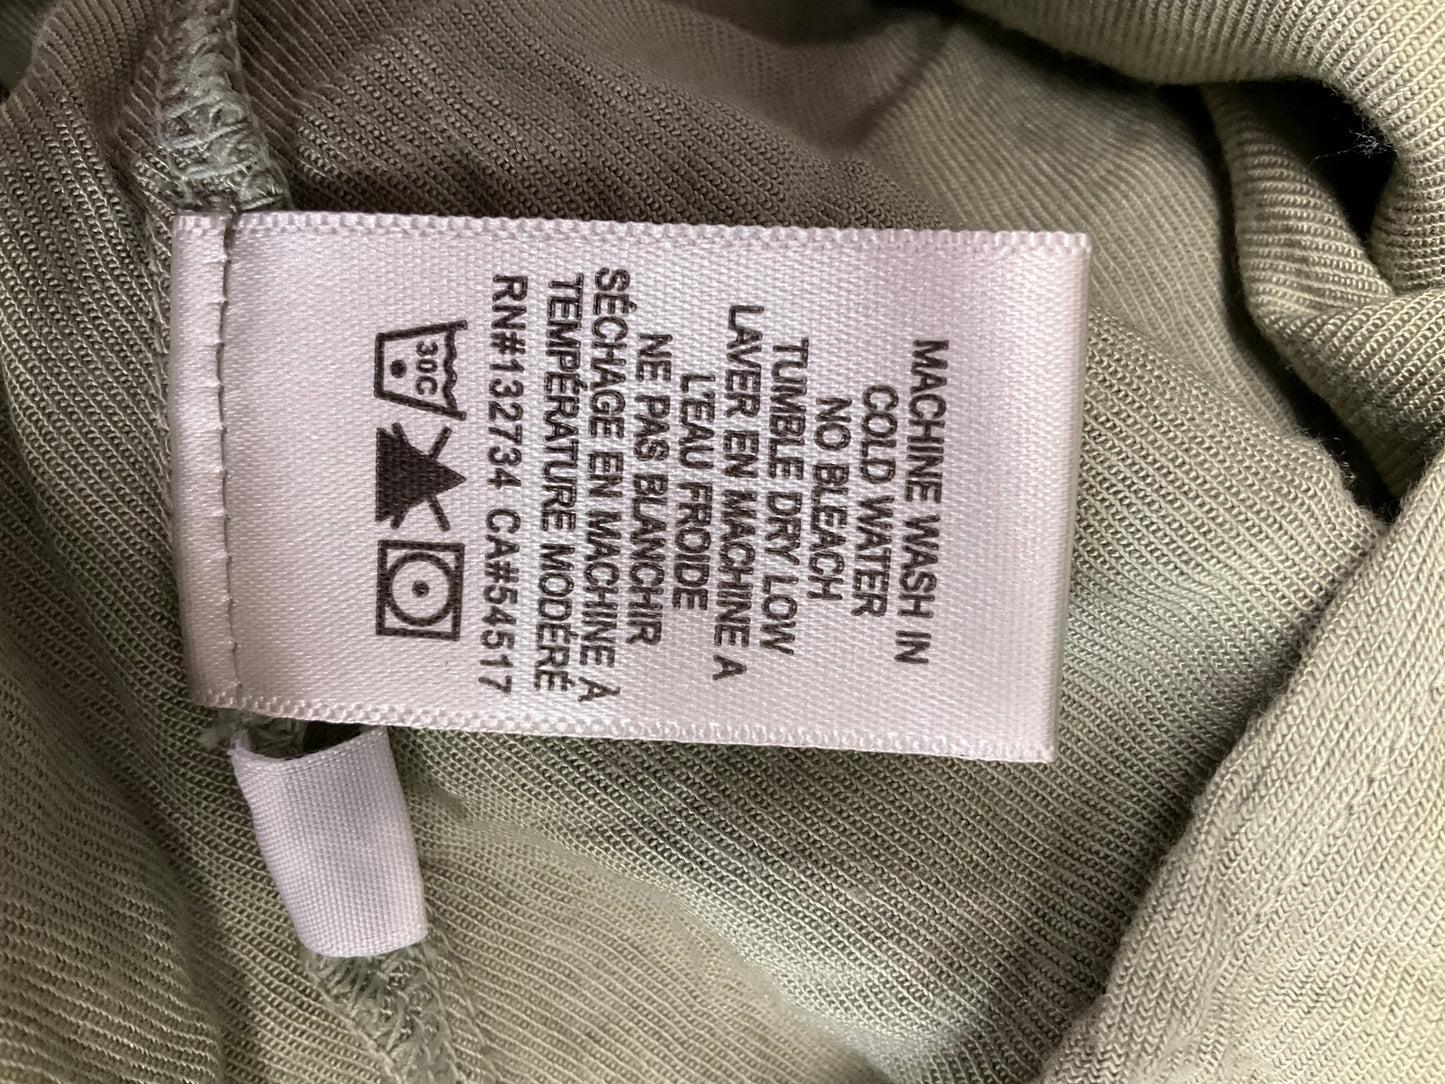 MACHINE WASH IN
COLD WATER
NO BLEACH
TUMBLE DRY LOW
LAVER EN MACHINE A
L'EAU FROIDE
NE PAS BLANCHIR
SÉCHAGE EN MACHINE À
TEMPÉRATURE MODÉRÉ
RN#132734 CA#54517
30C